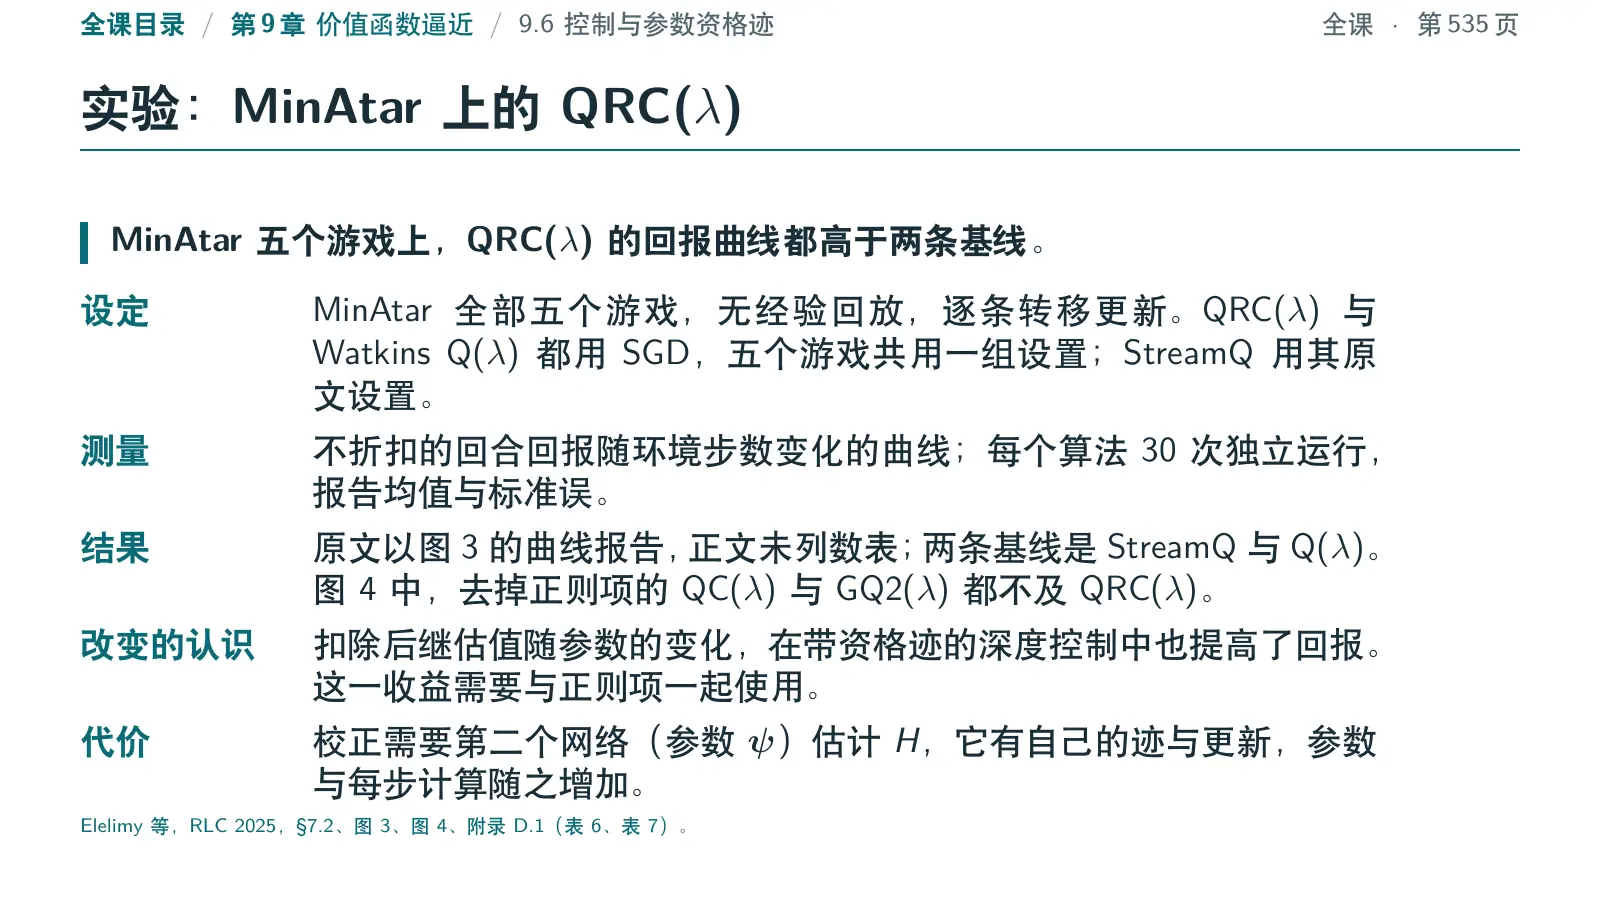 全课目录 / 第 9 章 价值函数逼近 / 9.6 控制与参数资格迹
全课 · 第 535 页
实验：MinAtar 上的 QRC(λ)
MinAtar 五个游戏上，QRC(λ) 的回报曲线都高于两条基线。
设定
MinAtar 全部五个游戏，无经验回放，逐条转移更新。QRC(λ) 与
Watkins Q(λ) 都用 SGD，五个游戏共用一组设置；StreamQ 用其原
文设置。
测量
不折扣的回合回报随环境步数变化的曲线；每个算法 30 次独立运行，
报告均值与标准误。
结果
原文以图 3 的曲线报告，正文未列数表；两条基线是 StreamQ 与 Q(λ)。
图 4 中，去掉正则项的 QC(λ) 与 GQ2(λ) 都不及 QRC(λ)。
改变的认识
扣除后继估值随参数的变化，在带资格迹的深度控制中也提高了回报。
这一收益需要与正则项一起使用。
代价
校正需要第二个网络（参数 ψ）估计 H，它有自己的迹与更新，参数
与每步计算随之增加。
Elelimy 等，RLC 2025，§7.2、图 3、图 4、附录 D.1（表 6、表 7）。